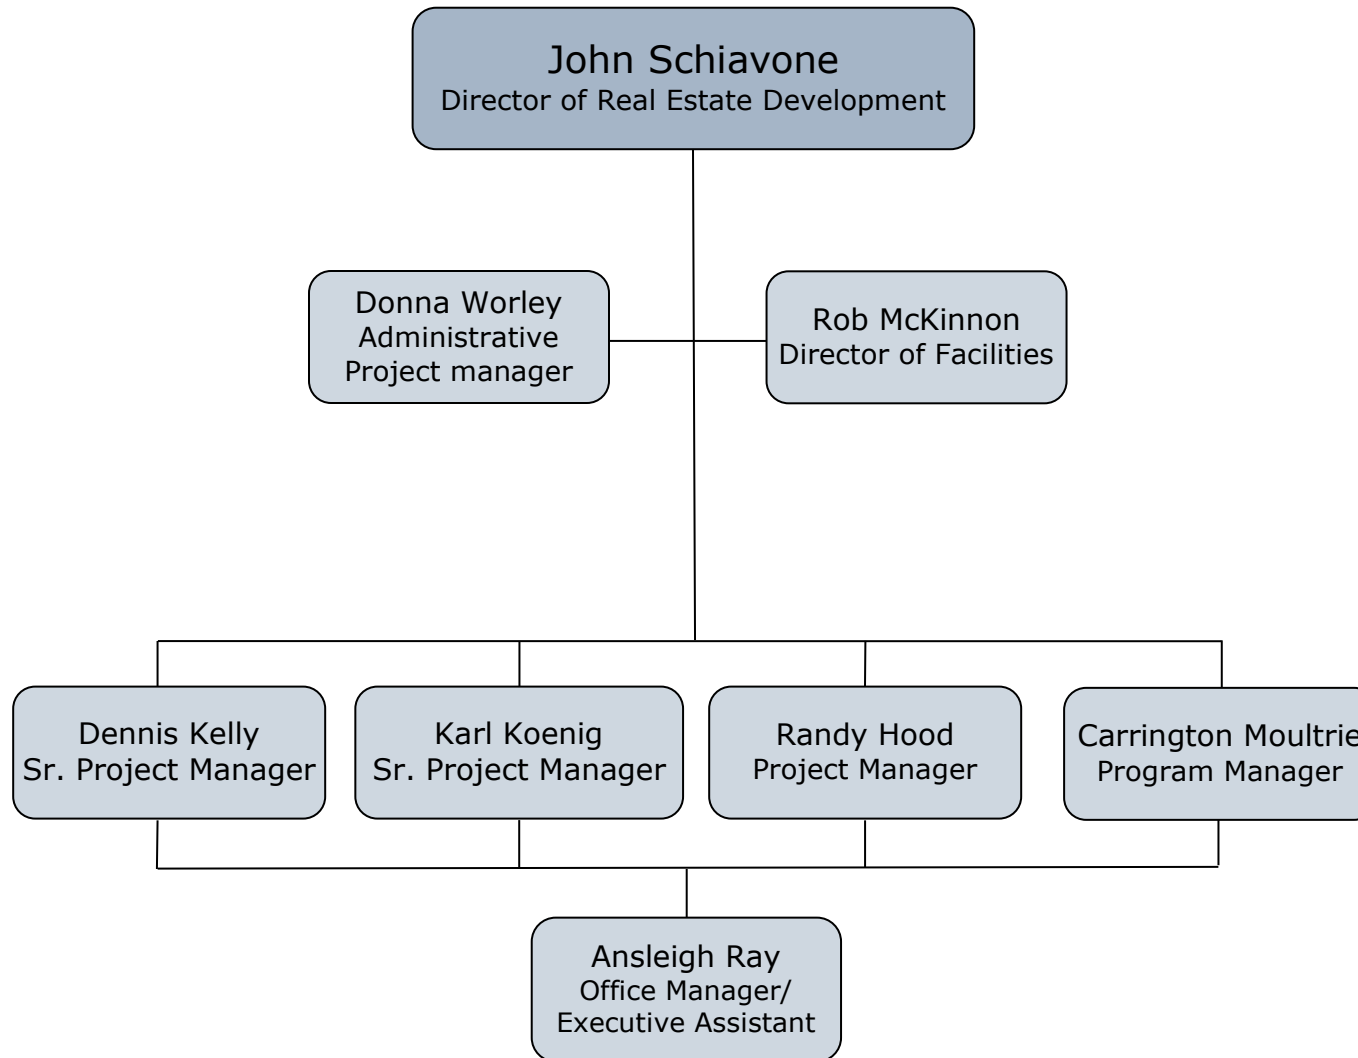 John Schiavone
Director of Real Estate Development
Donna Worley
Administrative
Project manager
Rob McKinnon
Director of Facilities
Dennis Kelly
Sr. Project Manager
Karl Koenig
Sr. Project Manager
Randy Hood
Project Manager
Carrington Moultrie
Program Manager
Ansleigh Ray
Office Manager/
Executive Assistant